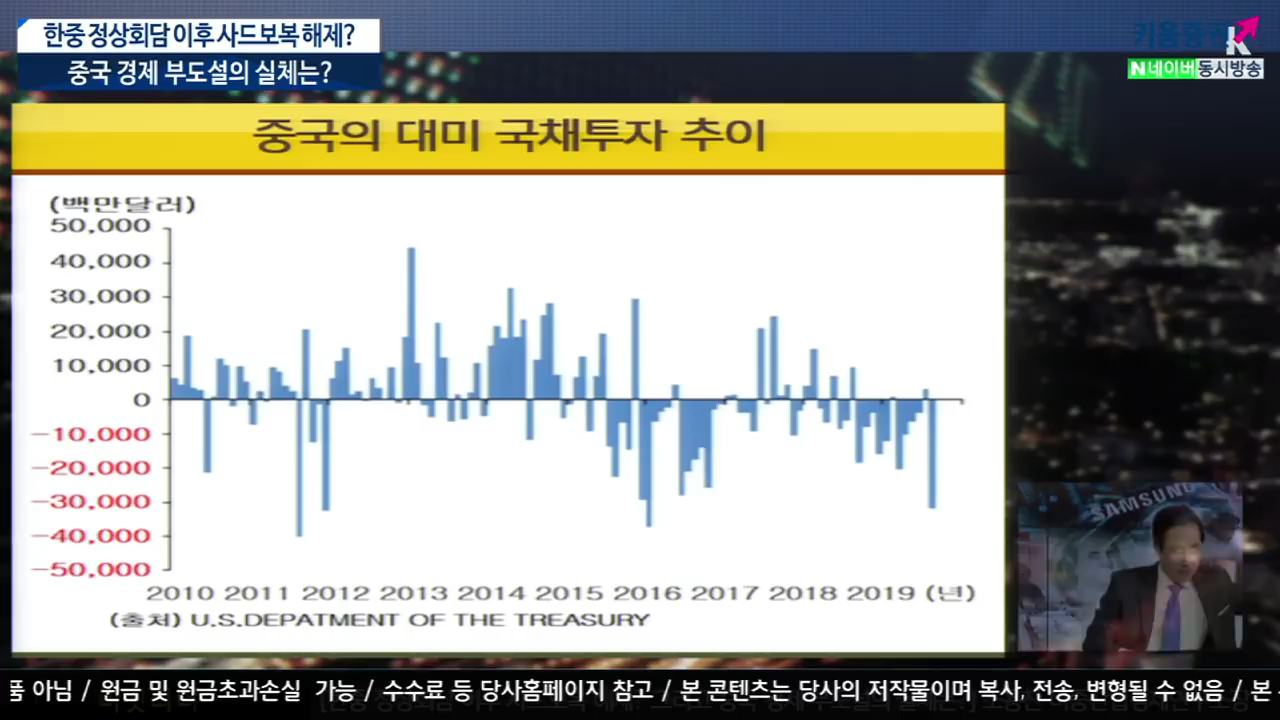 한중 정상회담 이후 사드보복 해제?
중국 경제 부도설의 실체는?
키움증권
N 네이버 동시방송
중국의 대미 국채투자 추이
(백만달러)
50,000
40,000
30,000
20,000
10,000
0
-10,000
-20,000
-30,000
-40,000
-50,000
2010 2011 2012 2013 2014 2015 2016 2017 2018 2019 (년)
(출처) U.S.DEPATMENT OF THE TREASURY
SAMSUNG
품 아님 / 원금 및 원금초과손실 가능 / 수수료 등 당사홈페이지 참고 / 본 콘텐츠는 당사의 저작물이며 복사, 전송, 변형될 수 없음 / 본